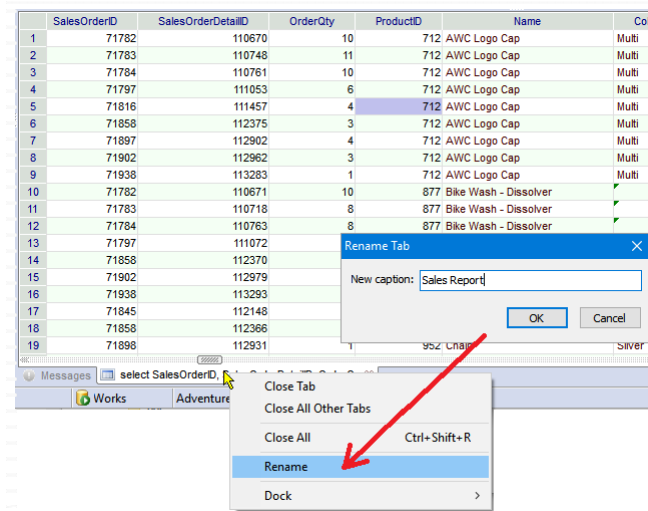 SalesOrderID SalesOrderDetailID OrderQty ProductID Name
1 71782 110670 10 712 AWC Logo Cap Multi
2 71783 110748 11 712 AWC Logo Cap Multi
3 71784 110761 10 712 AWC Logo Cap Multi
4 71797 111053 6 712 AWC Logo Cap Multi
5 71816 111457 4 712 AWC Logo Cap Multi
6 71858 112375 3 712 AWC Logo Cap Multi
7 71897 112902 4 712 AWC Logo Cap Multi
8 71902 112962 3 712 AWC Logo Cap Multi
9 71938 113283 1 712 AWC Logo Cap Multi
10 71782 110671 10 877 Bike Wash - Dissolver
11 71783 110718 8 877 Bike Wash - Dissolver
12 71784 110763 8 877 Bike Wash - Dissolver
13 71797 111072
14 71858 112370
15 71902 112979
16 71938 113293
17 71845 112148
18 71858 112366
19 71898 112931 1 952 Chain Silver
Rename Tab
New caption: Sales Report
OK Cancel
Messages select SalesOrderID,
Works Adventure
Close Tab
Close All Other Tabs
Close All Ctrl+Shift+R
Rename
Dock